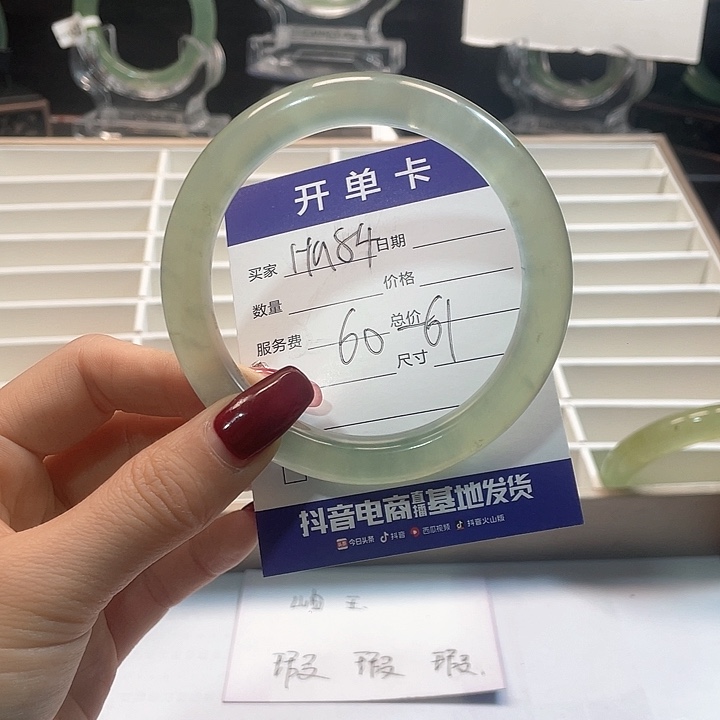 开单卡
买家 Ha84 日期
数量 价格
服务费 总价
60-61 尺寸
抖音电商直播基地发货
今日头条 抖音 西瓜视频 抖音火山版
岫玉
瑕 瑕 瑕.